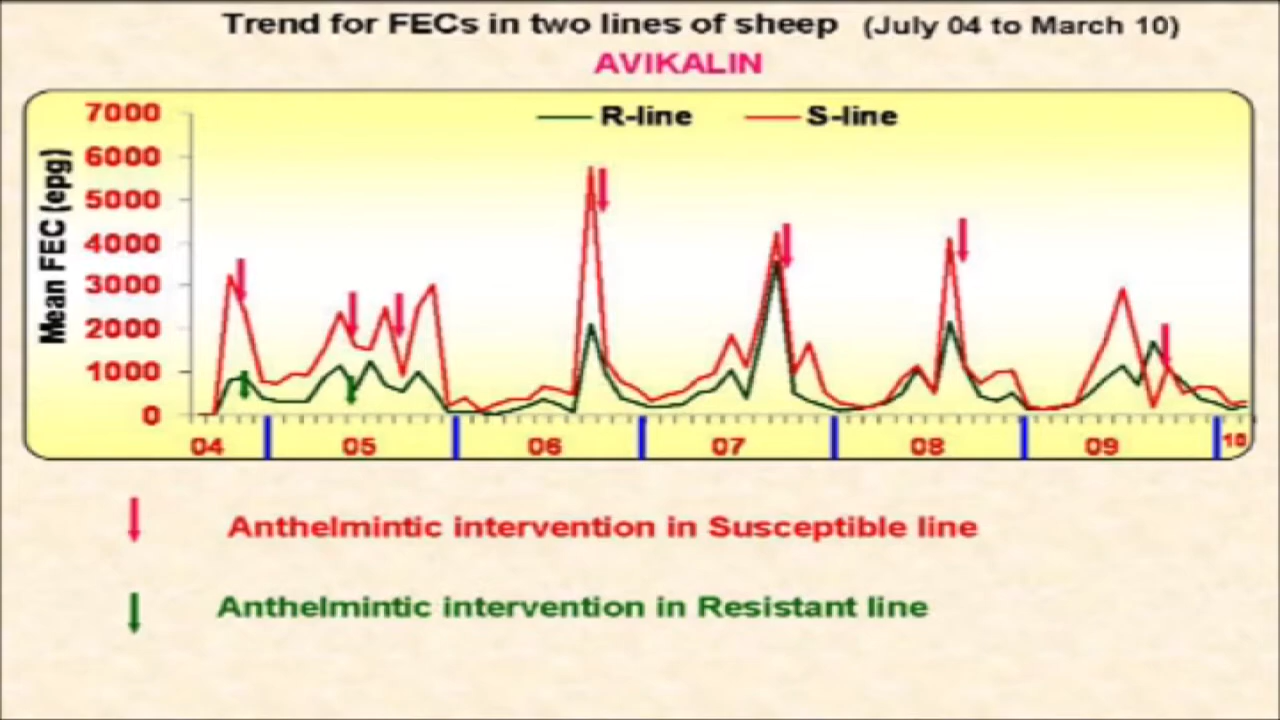 Trend for FECs in two lines of sheep (July 04 to March 10)
AVIKALIN
R-line S-line
Mean FEC (epg)
7000
6000
5000
4000
3000
2000
1000
0
04 05 06 07 08 09 10
Anthelmintic intervention in Susceptible line
Anthelmintic intervention in Resistant line